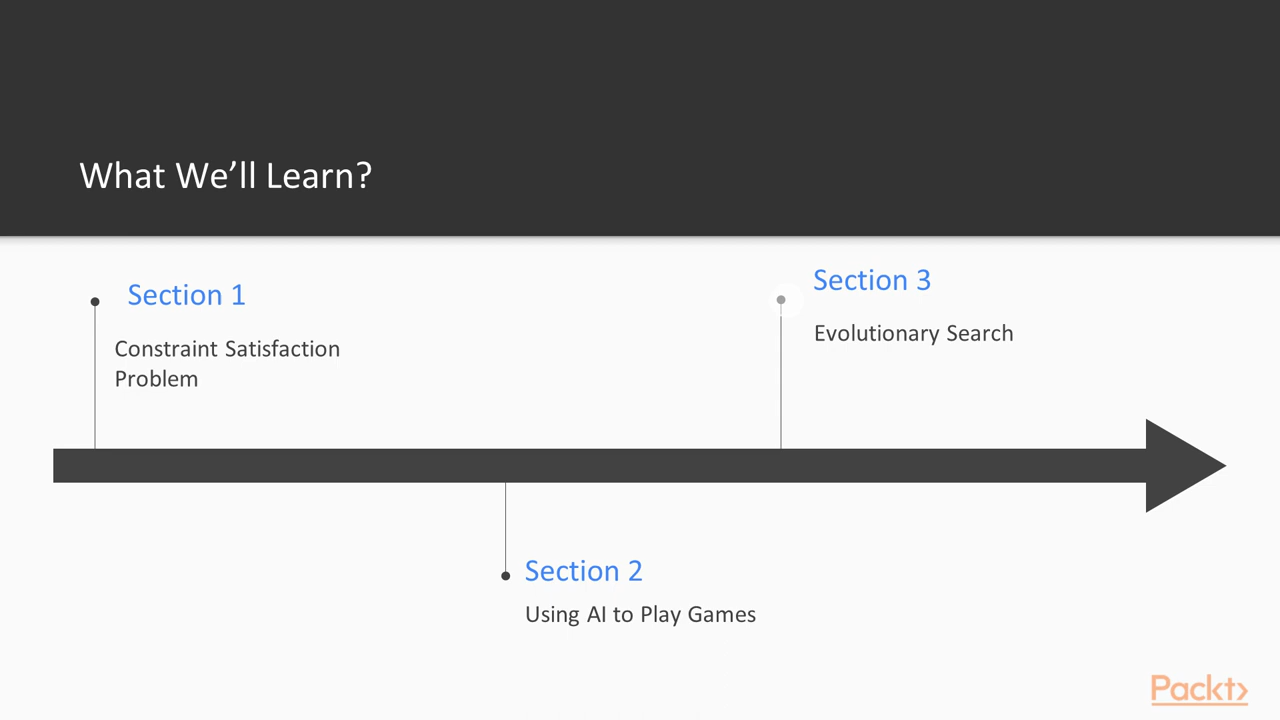 What We’ll Learn?
Section 1
Constraint Satisfaction
Problem
Section 2
Using AI to Play Games
Section 3
Evolutionary Search
Packt>